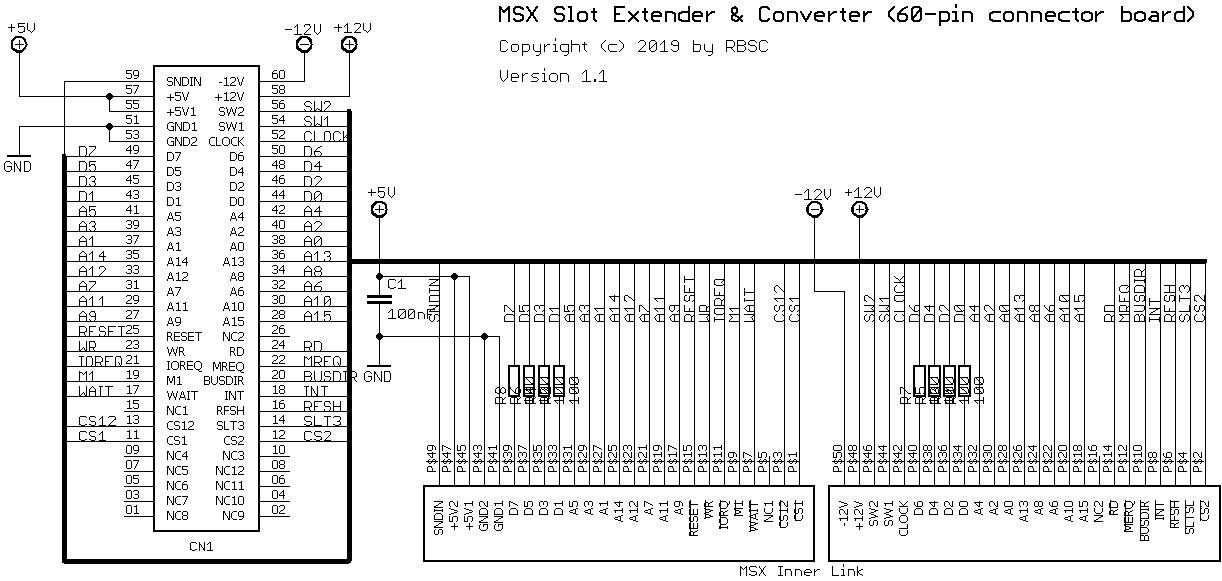 MSX Slot Extender & Converter (60-pin connector board)
Copyright (c) 2019 by RBSC
Version 1.1
+5V
-12V
+12V
GND
59 SNDIN -12V 60
57 +5V +12V 58
55 +5V1 SW2 56 SW2
51 GND1 SW1 54 SW1
53 GND2 CLOCK 52 CLOCK
D7 49 D7 D6 50 D6
D5 47 D5 D4 48 D4
D3 45 D3 D2 46 D2
D1 43 D1 D0 44 D0
A5 41 A5 A4 42 A4
A3 39 A3 A2 40 A2
A1 37 A1 A0 38 A0
A14 35 A14 A13 36 A13
A12 33 A12 A8 34 A8
A7 31 A7 A6 32 A6
A11 29 A11 A10 30 A10
A9 27 A9 A15 28 A15
RESET 25 RESET NC2 26
WR 23 WR RD 24 RD
IOREQ 21 IOREQ MREQ 22 MREQ
M1 19 M1 BUSDIR 20 BUSDIR
WAIT 17 WAIT INT 18 INT
15 NC1 RFSH 16 RFSH
CS12 13 CS12 SLT3 14 SLT3
CS1 11 CS1 CS2 12 CS2
09 NC4 NC3 10
07 NC5 NC12 08
05 NC6 NC11 06
03 NC7 NC10 04
01 NC8 NC9 02
CN1
+5V
-12V
+12V
C1
100n
GND
SNDIN D7 D5 D3 D1 A5 A3 A1 A14 A12 A7 A11 A9 RESET WR IOREQ M1 WAIT CS12 CS1
SW2 SW1 CLOCK D6 D4 D2 D0 A4 A2 A0 A13 A8 A6 A10 A15 RD MREQ BUSDIR INT RFSH SLT3 CS2
R8
100
R7
100
P$49 P$47 P$45 P$43 P$41 P$39 P$37 P$35 P$33 P$31 P$29 P$27 P$25 P$23 P$21 P$19 P$17 P$15 P$13 P$11 P$9 P$7 P$5 P$3 P$1
P$50 P$48 P$46 P$44 P$42 P$40 P$38 P$36 P$34 P$32 P$30 P$28 P$26 P$24 P$22 P$20 P$18 P$16 P$14 P$12 P$10 P$8 P$6 P$4 P$2
SNDIN +5V2 +5V1 GND2 GND1 D7 D5 D3 D1 A5 A3 A1 A14 A12 A7 A11 A9 RESET WR IORQ M1 WAIT NC1 CS12 CS1
-12V +12V SW2 SW1 CLOCK D6 D4 D2 D0 A4 A2 A0 A13 A8 A6 A10 A15 NC2 RD MERQ BUSDIR INT RFSH SLTSL CS2
MSX Inner Link